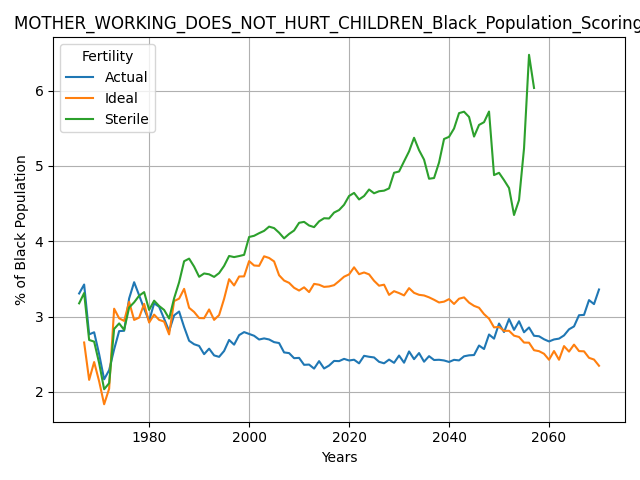 MOTHER_WORKING_DOES_NOT_HURT_CHILDREN_Black_Population_Scoring
Fertility
Actual
Ideal
Sterile
% of Black Population
6
5
4
3
2
1980
2000
2020
2040
2060
Years